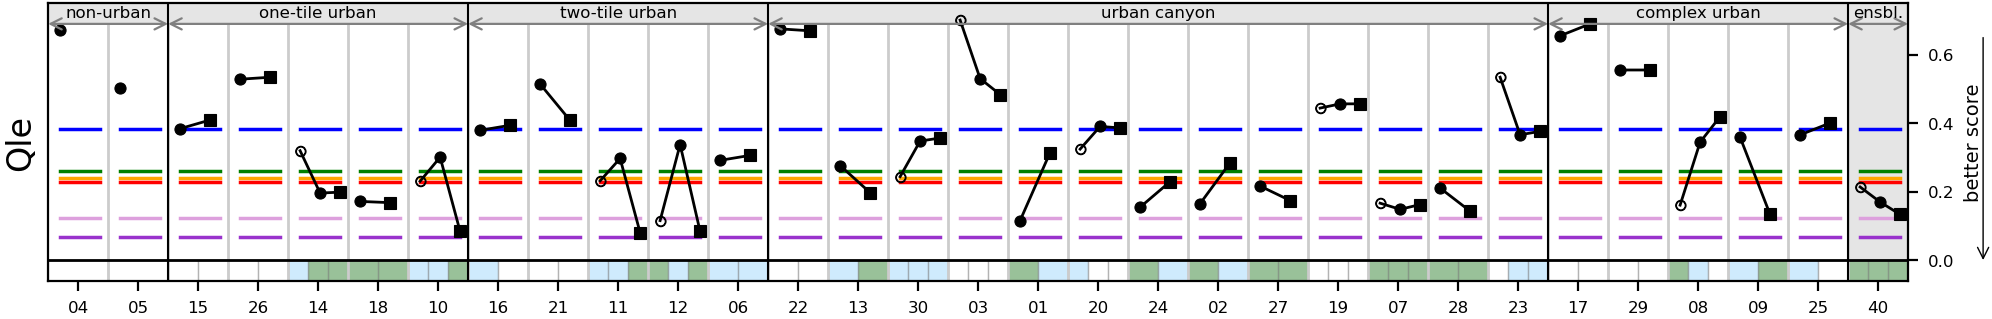 non-urban one-tile urban two-tile urban urban canyon complex urban ensbl.
Qle
0.6
0.4
0.2
0.0
better score
04 05 15 26 14 18 10 16 21 11 12 06 22 13 30 03 01 20 24 02 27 19 07 28 23 17 29 08 09 25 40